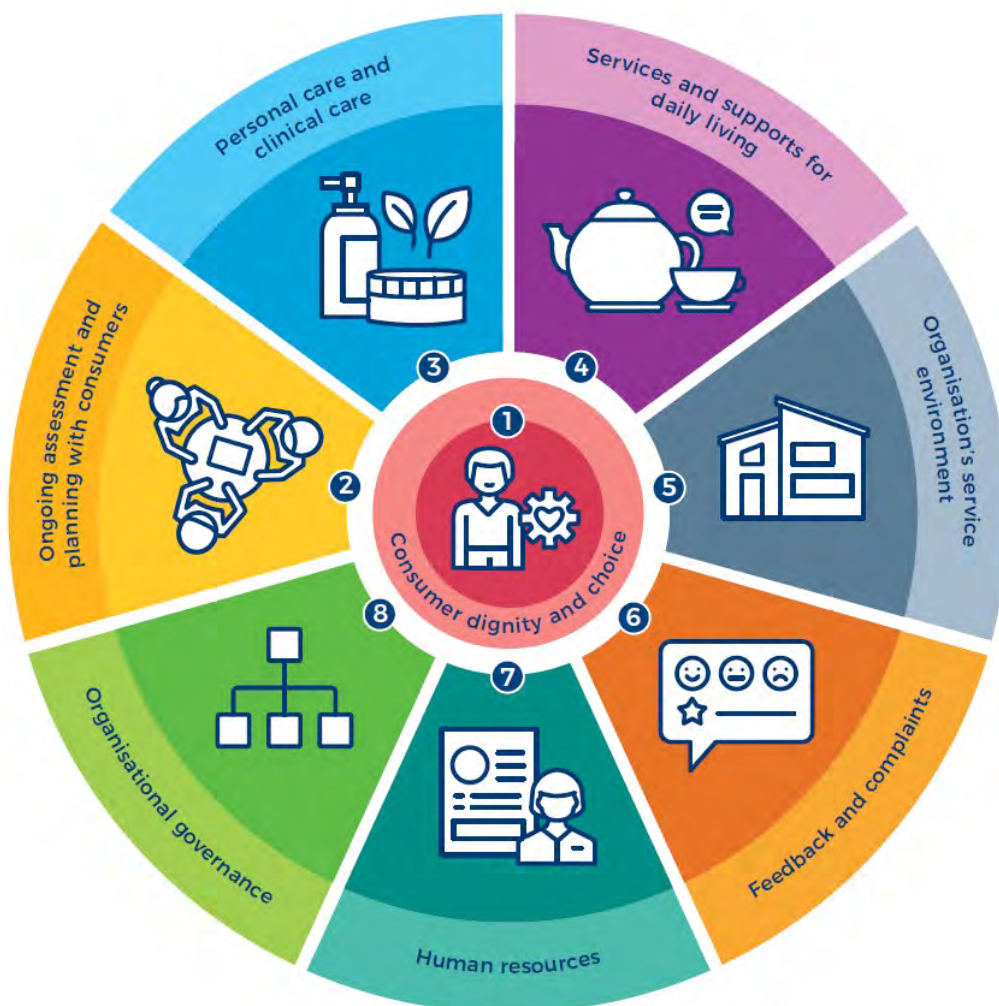 1
Consumer dignity and choice
2
Ongoing assessment and
planning with consumers
3
Personal care and
clinical care
4
Services and supports for
daily living
5
Organisation's service
environment
6
Feedback and complaints
7
Human resources
8
Organisational governance